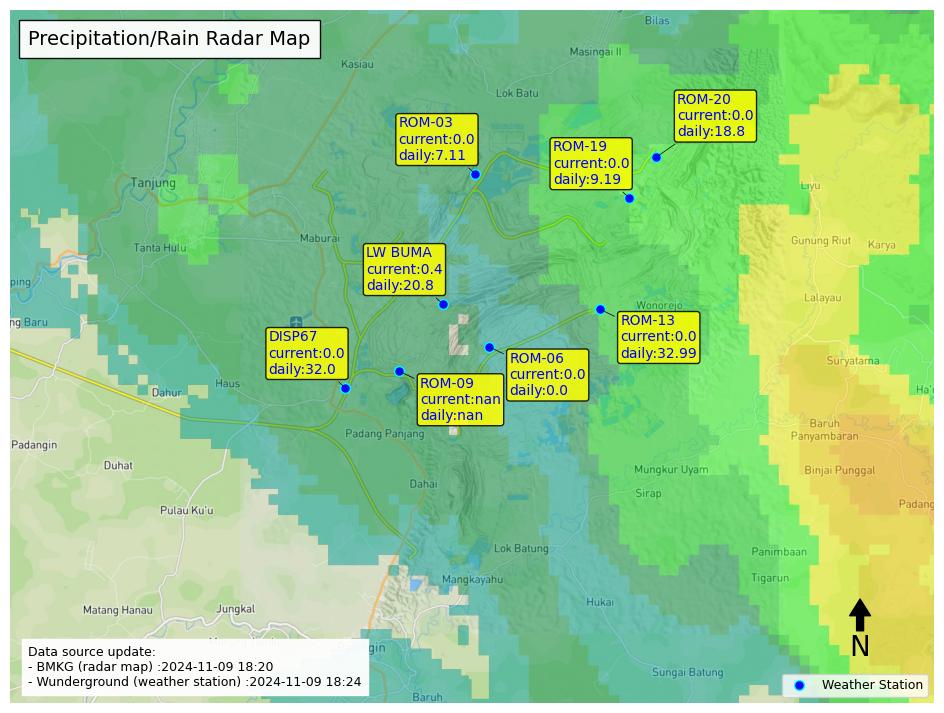 Precipitation/Rain Radar Map
Bilas
Masingai II
Kasiau
Lok Batu
ROM-20
current:0.0
daily:18.8
ROM-03
current:0.0
daily:7.11
ROM-19
current:0.0
daily:9.19
Tanjung
Liyu
Tanta Hulu
Maburai
Gunung Riut
Karya
LW BUMA
current:0.4
daily:20.8
ping
Lalayau
Wonorejo
ng Baru
ROM-13
current:0.0
daily:32.99
DISP67
current:0.0
daily:32.0
ROM-06
current:0.0
daily:0.0
Suryatama
ROM-09
current:nan
daily:nan
Haus
Dahur
Ha'
Baruh
Panyambaran
Padang Panjang
Padangin
Duhat
Mungkur Uyam
Binjai Punggal
Dahai
Sirap
Padang
Pulau Ku'u
Lok Batung
Panimbaan
Mangkayahu
Tigarun
Hukai
Matang Hanau
Jungkal
N
gin
Data source update:
- BMKG (radar map) :2024-11-09 18:20
- Wunderground (weather station) :2024-11-09 18:24
Sungai Batung
Weather Station
Baruh